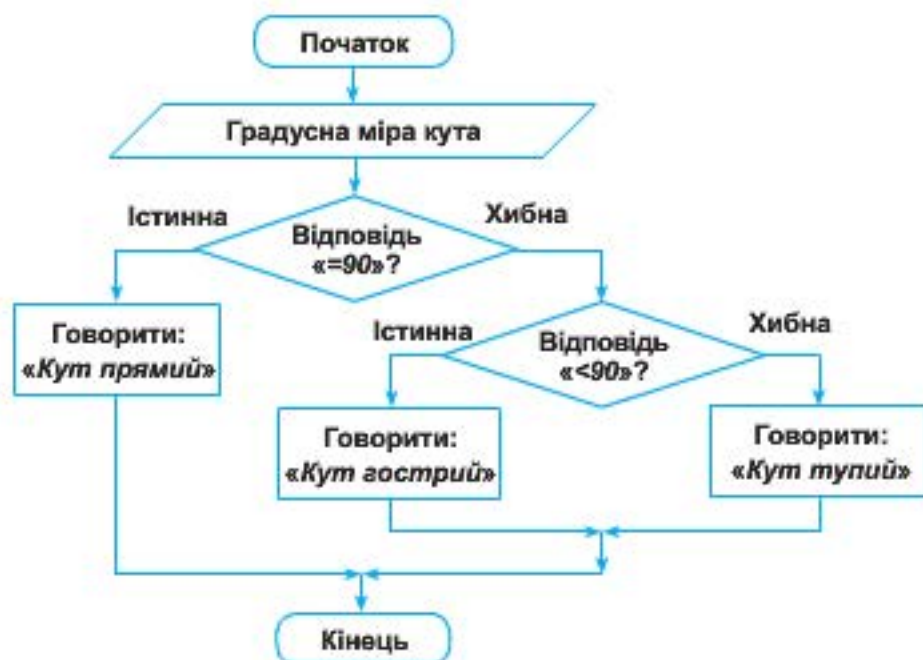 Початок
Градусна міра кута
Істинна
Хибна
Відповідь
«=90»?
Говорити:
«Кут прямий»
Істинна
Хибна
Відповідь
«<90»?
Говорити:
«Кут гострий»
Говорити:
«Кут тупий»
Кінець